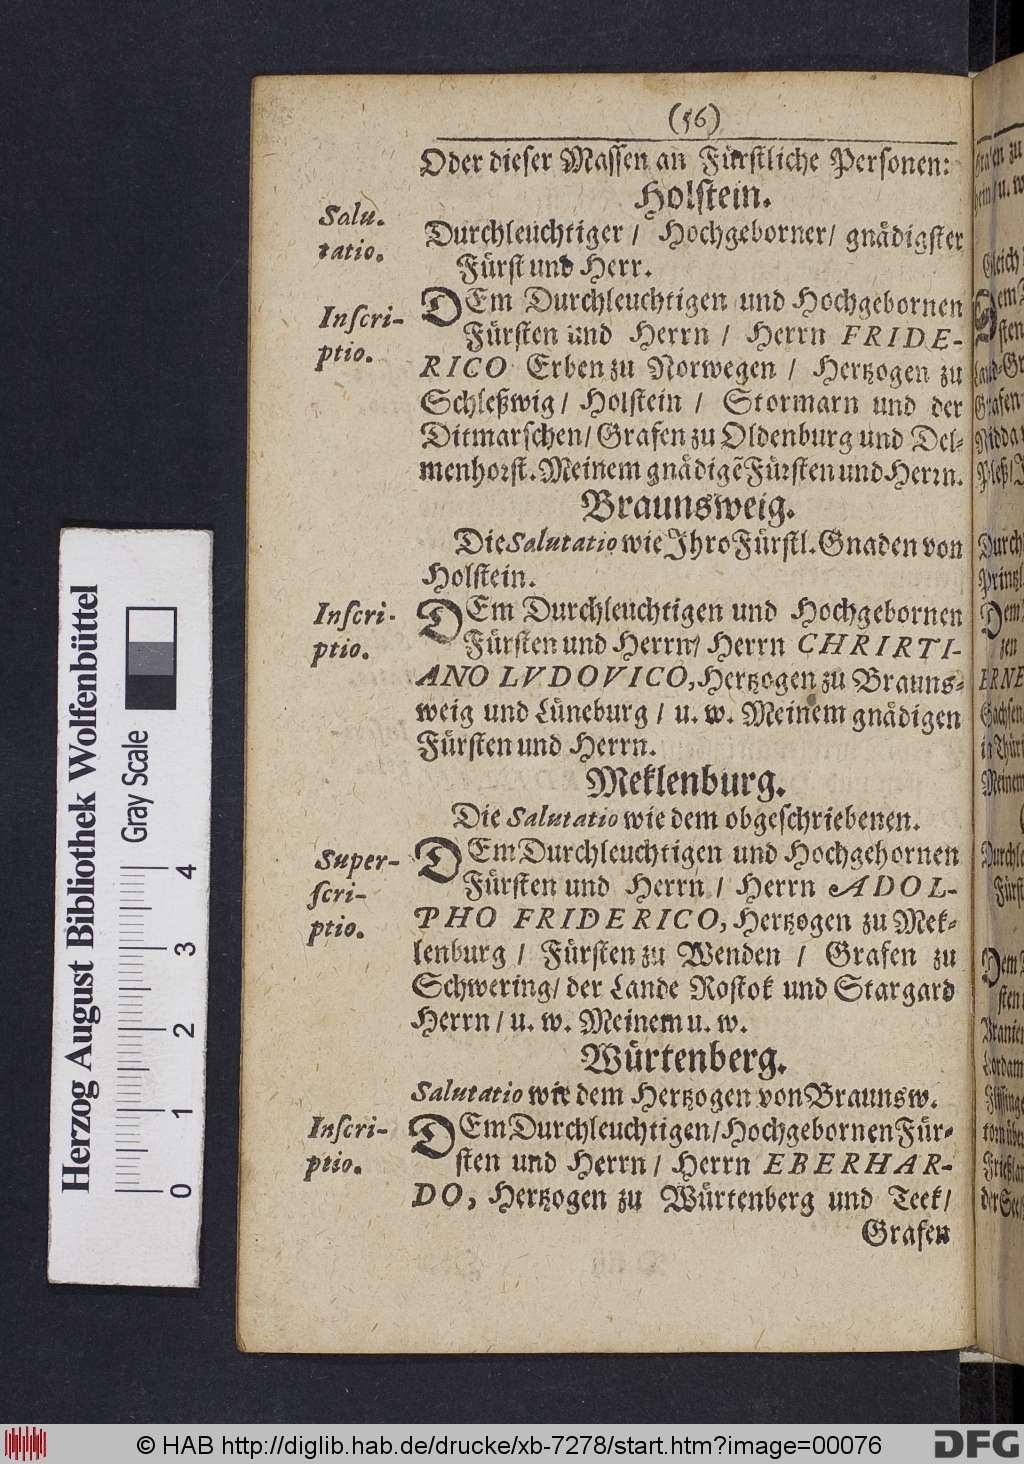 (56)
Oder dieser Massen an Fürstliche Personen:
Holstein.
Salu-
tatio.
Durchleuchtiger / Hochgeborner / gnådigster
Fürst und Herr.
Inscri-
ptio.
DEm Durchleuchtigen und Hochgebornen
Fürsten und Herrn / Herrn FRIDE-
RICO Erben zu Norwegen / Hertzogen zu
Schleßwig / Holstein / Stormarn und der
Ditmarschen / Grafen zu Oldenburg und Del-
menhorst. Meinem gnådigẽ Fürsten und Herrn.
Braunsweig.
Die Salutatio wie Ihro Fürstl. Gnaden von
Holstein.
Inscri-
ptio.
DEm Durchleuchtigen und Hochgebornen
Fürsten und Herrn / Herrn CHRIRTI-
ANO LVDOVICO, Hertzogen zu Brauns-
weig und Lüneburg / u. w. Meinem gnådigen
Fürsten und Herrn.
Meklenburg.
Die Salutatio wie dem obgeschriebenen.
Super-
scri-
ptio.
DEm Durchleuchtigen und Hochgebornen
Fürsten und Herrn / Herrn ADOL-
PHO FRIDERICO, Hertzogen zu Mek-
lenburg / Fürsten zu Wenden / Grafen zu
Schwering / der Lande Rostok und Stargard
Herrn / u. w. Meinem u. w.
Würtenberg.
Salutatio wie dem Hertzogen von Braunsw.
Inscri-
ptio.
DEm Durchleuchtigen / Hochgebornen Für-
sten und Herrn / Herrn EBERHAR-
DO, Hertzogen zu Würtenberg und Teek /
Grafen
Herzog August Bibliothek Wolfenbüttel
Gray Scale
0 1 2 3 4
© HAB http://diglib.hab.de/drucke/xb-7278/start.htm?image=00076
DFG